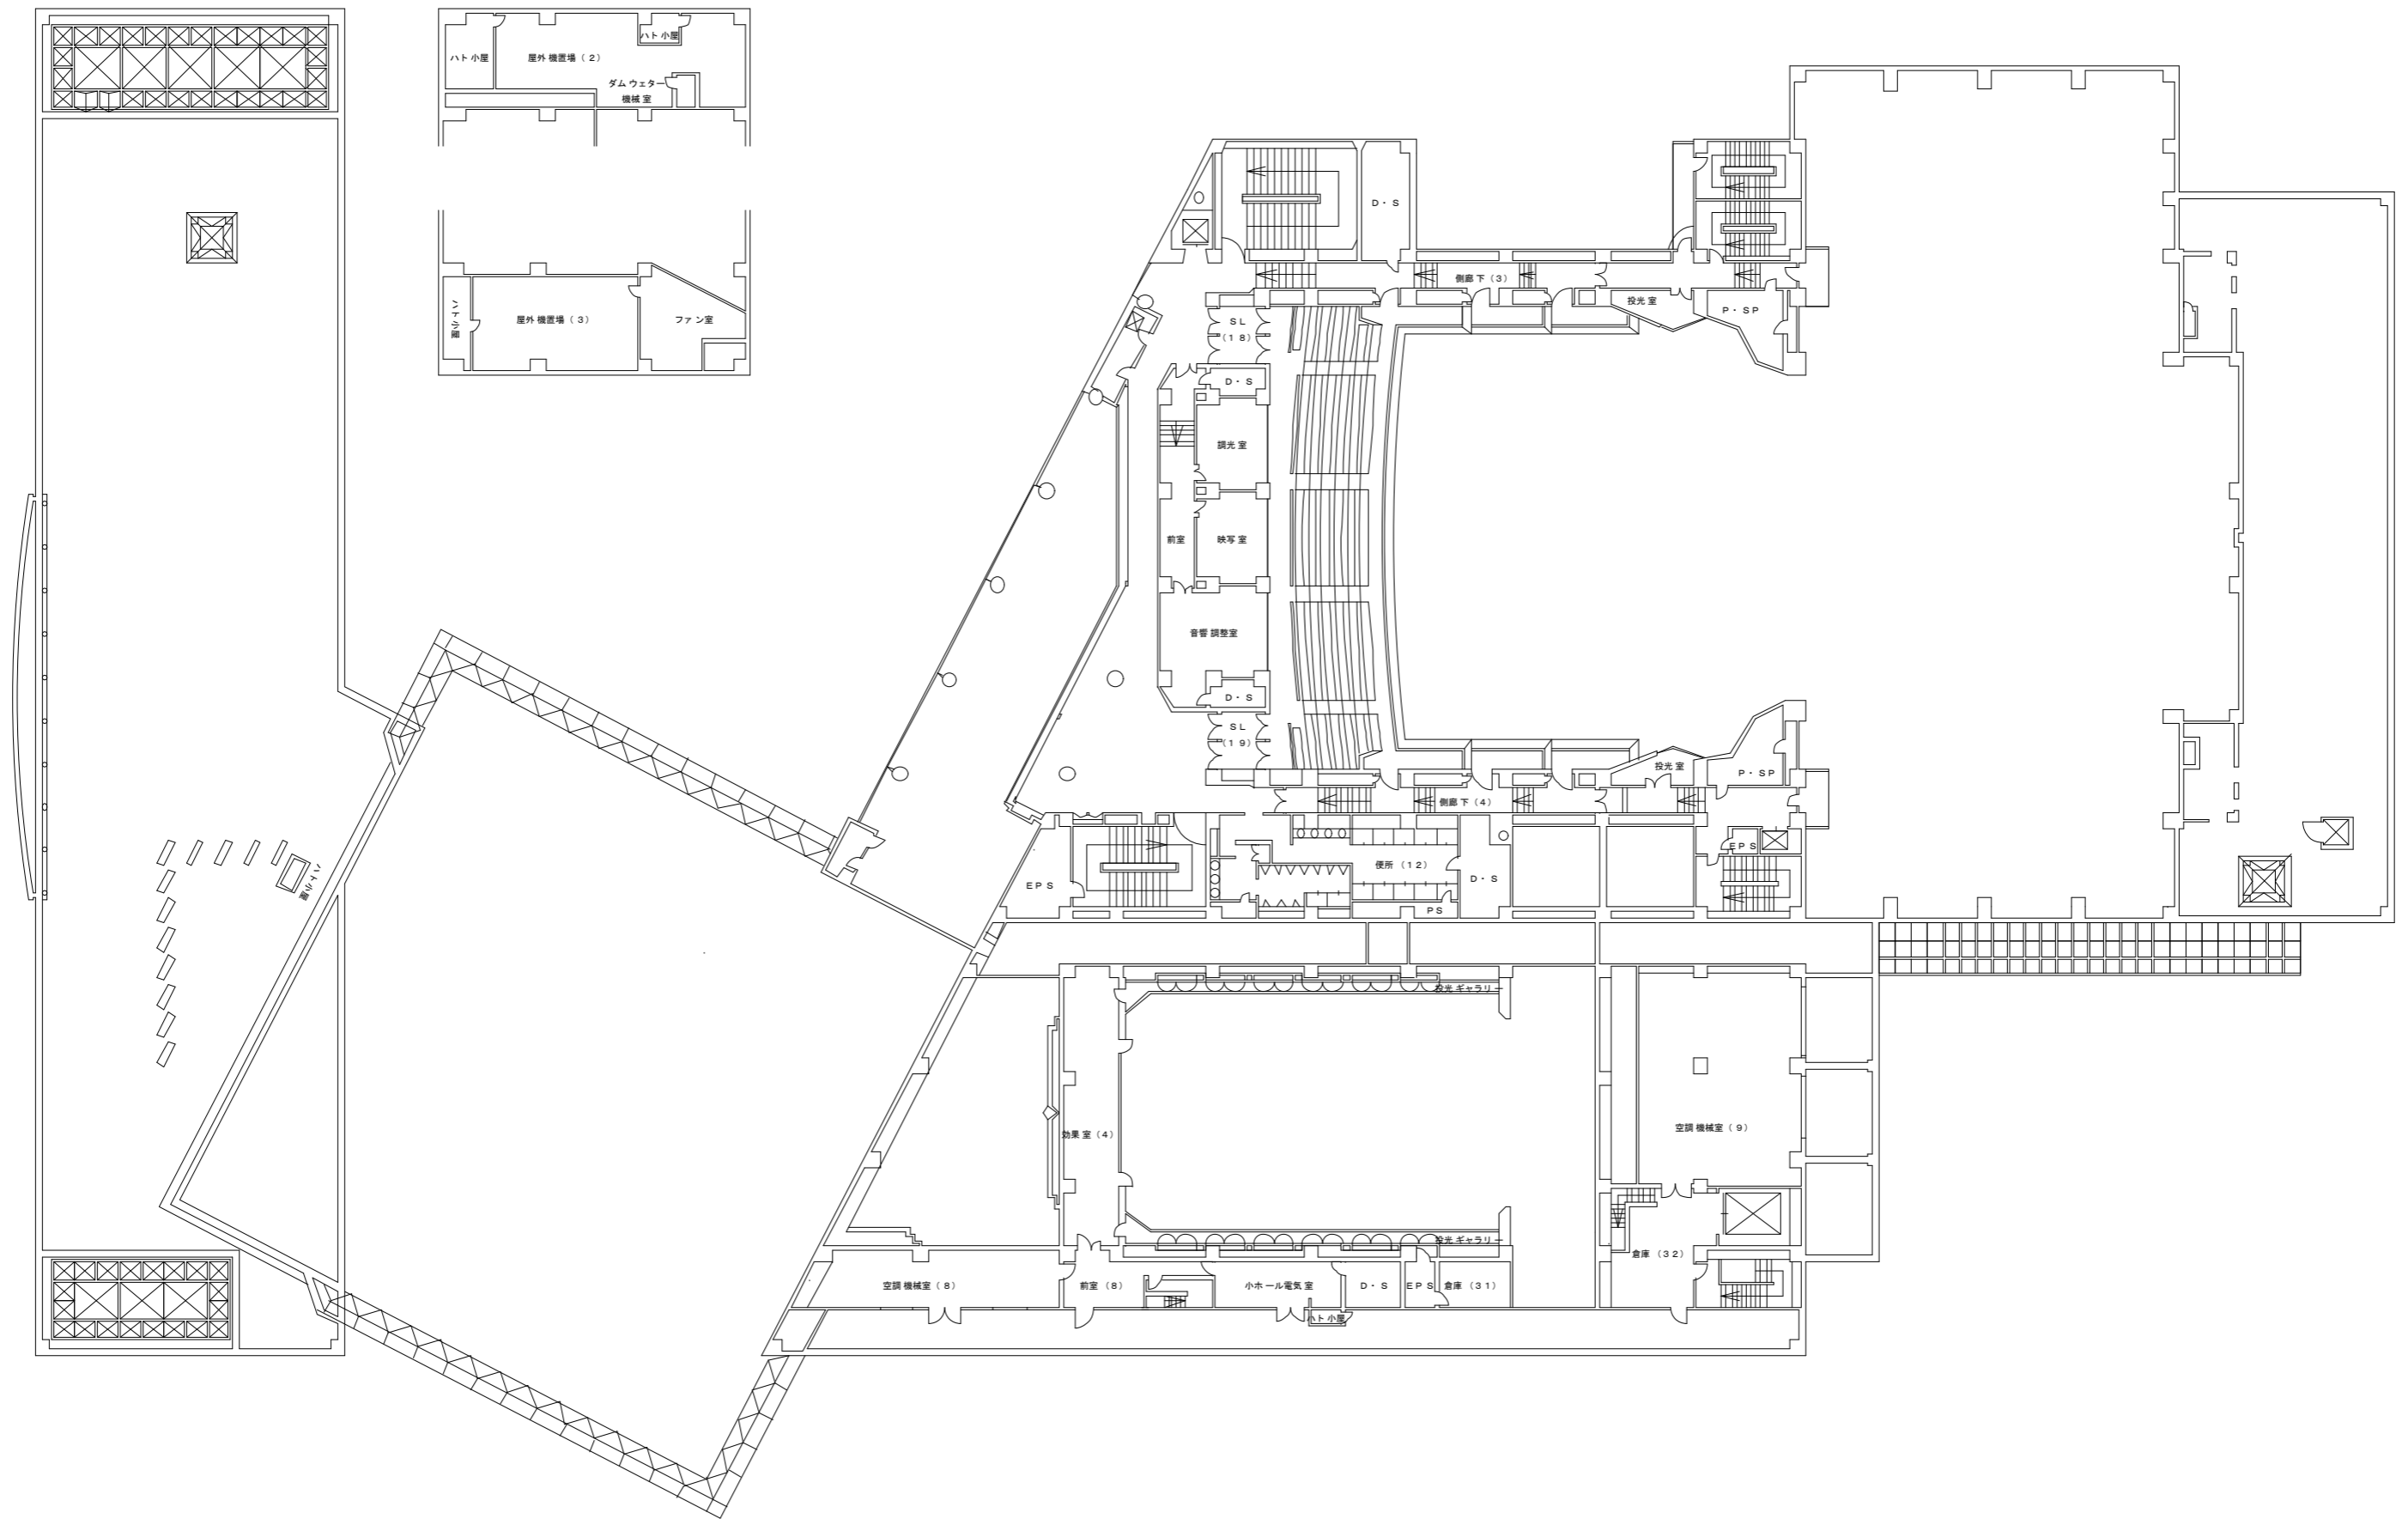 ハト小屋
屋外機置場（２）
ハト小屋
ダムウェター
機械室
ハト小屋
屋外機置場（３）
ファン室
Ｄ・Ｓ
側廊下（３）
投光室
Ｐ・ＳＰ
ＳＬ
（１８）
Ｄ・Ｓ
調光室
前室
映写室
音響調整室
Ｄ・Ｓ
ＳＬ
（１９）
投光室
Ｐ・ＳＰ
側廊下（４）
ＥＰＳ
便所（１２）
Ｄ・Ｓ
ＰＳ
ＥＰＳ
ハト小屋
投光ギャラリー
効果室（４）
空調機械室（９）
投光ギャラリー
倉庫（３２）
空調機械室（８）
前室（８）
小ホール電気室
Ｄ・Ｓ
ＥＰＳ
倉庫（３１）
ハト小屋